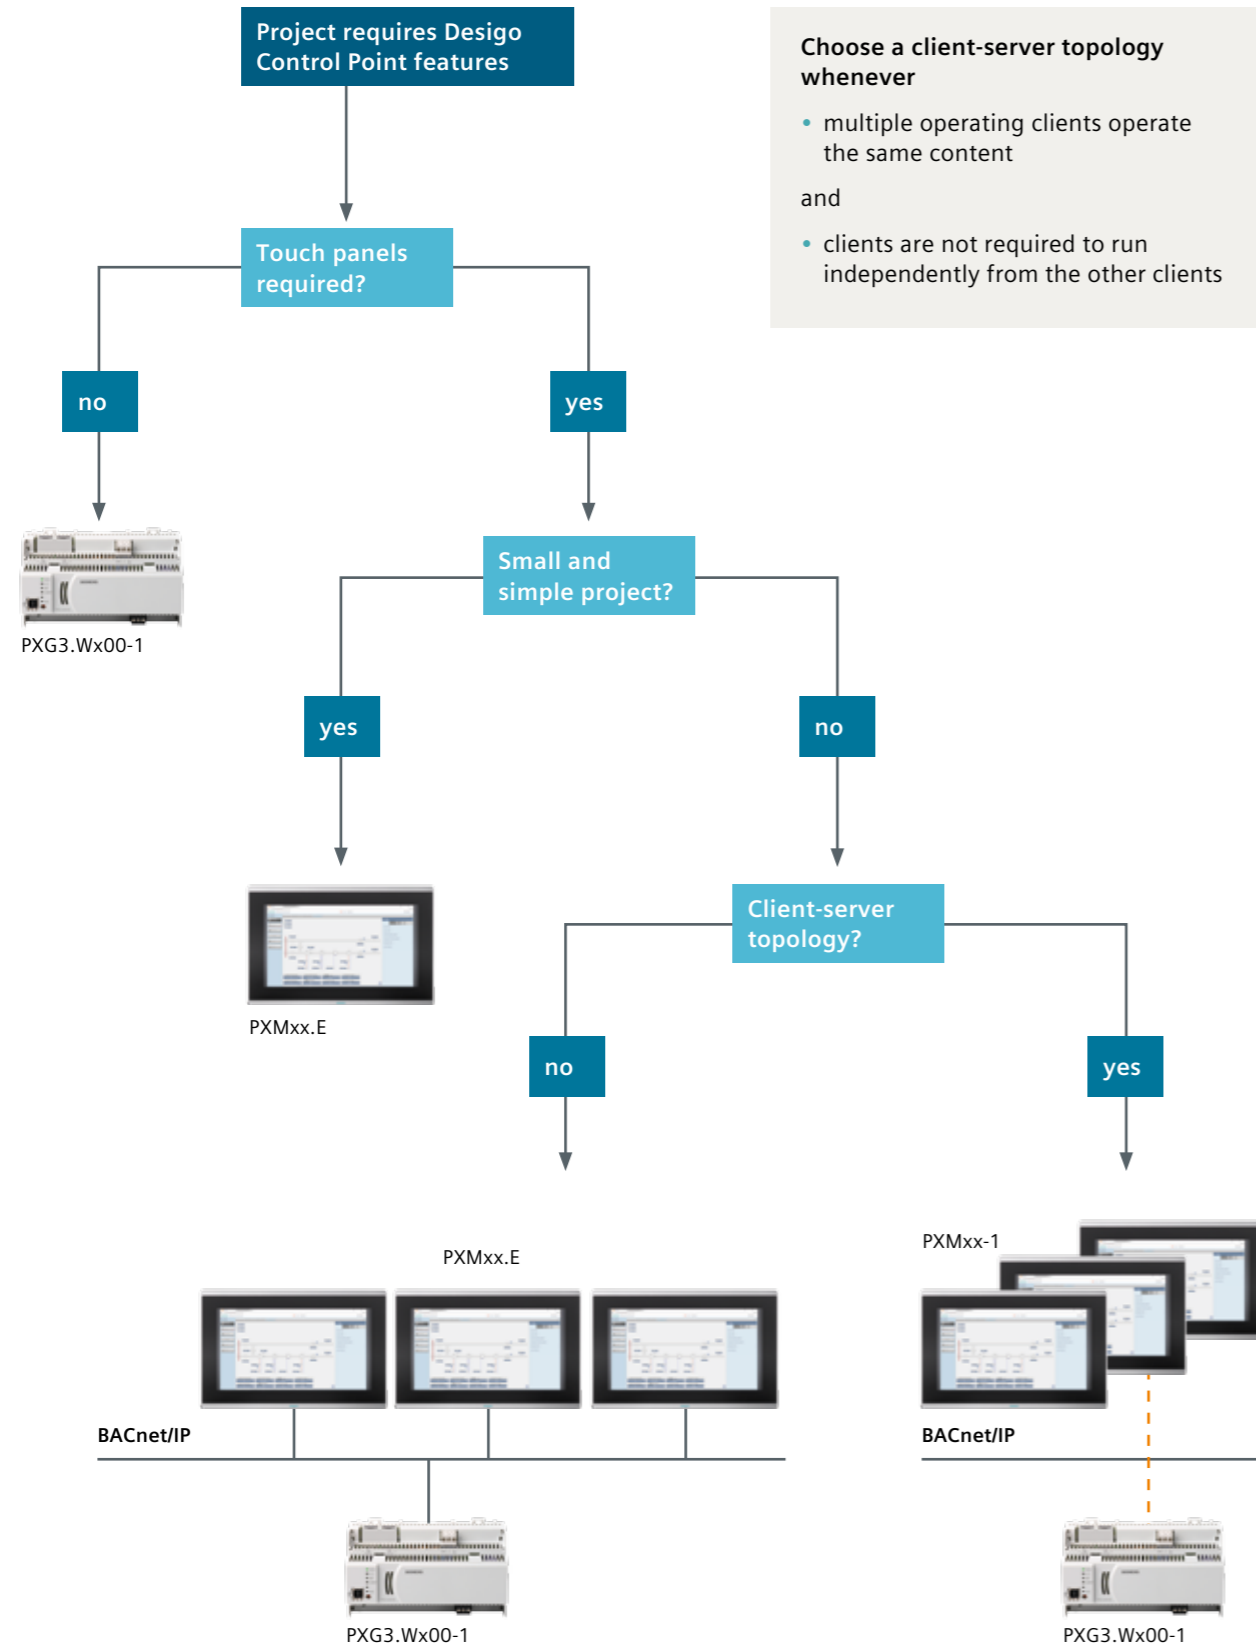 Project requires Desigo
Control Point features
Choose a client-server topology
whenever
• multiple operating clients operate
the same content
and
• clients are not required to run
independently from the other clients
Touch panels
required?
no
yes
PXG3.Wx00-1
Small and
simple project?
yes
no
PXMxx.E
Client-server
topology?
no
yes
PXMxx.E
BACnet/IP
PXG3.Wx00-1
PXMxx-1
BACnet/IP
PXG3.Wx00-1